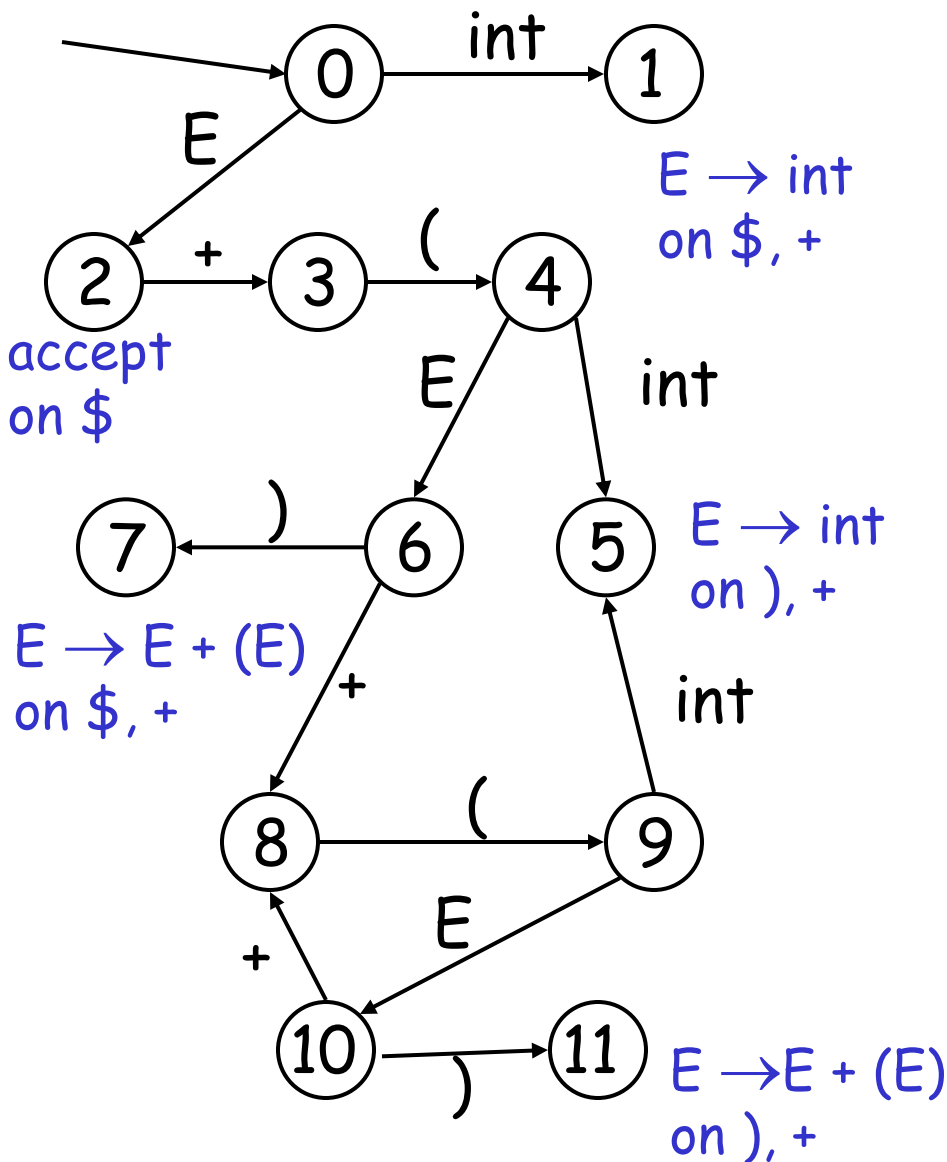 int
0
1
E
E → int
on $, +
+
(
2
3
4
accept
on $
E
int
)
7
6
5
E → int
on ), +
E → E + (E)
on $, +
+
int
(
8
9
E
+
10
11
)
E → E + (E)
on ), +